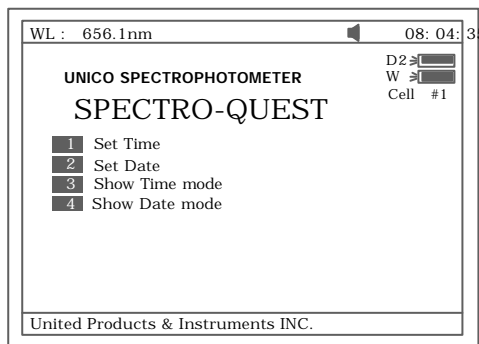 WL : 656.1nm 08: 04: 35
D2
W
Cell #1
UNICO SPECTROPHOTOMETER
SPECTRO-QUEST
1 Set Time
2 Set Date
3 Show Time mode
4 Show Date mode
United Products & Instruments INC.